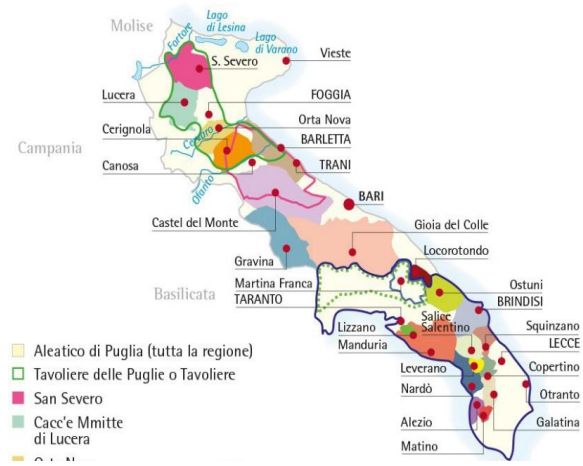 Molise
Fortore
Lago
di Lesina
Lago
di Varano
Vieste
S. Severo
Lucera
FOGGIA
Orta Nova
Cerignola
Cervaro
BARLETTA
Campania
Canosa
TRANI
Ofanto
BARI
Castel del Monte
Gioia del Colle
Locorotondo
Gravina
Martina Franca
Ostuni
Basilicata
TARANTO
BRINDISI
Lizzano
Salice
Salentino
Squinzano
Manduria
LECCE
Leverano
Copertino
Nardò
Otranto
Alezio
Galatina
Matino
Aleatico di Puglia (tutta la regione)
Tavoliere delle Puglie o Tavoliere
San Severo
Cacc'e Mmitte
di Lucera
Orta Nova